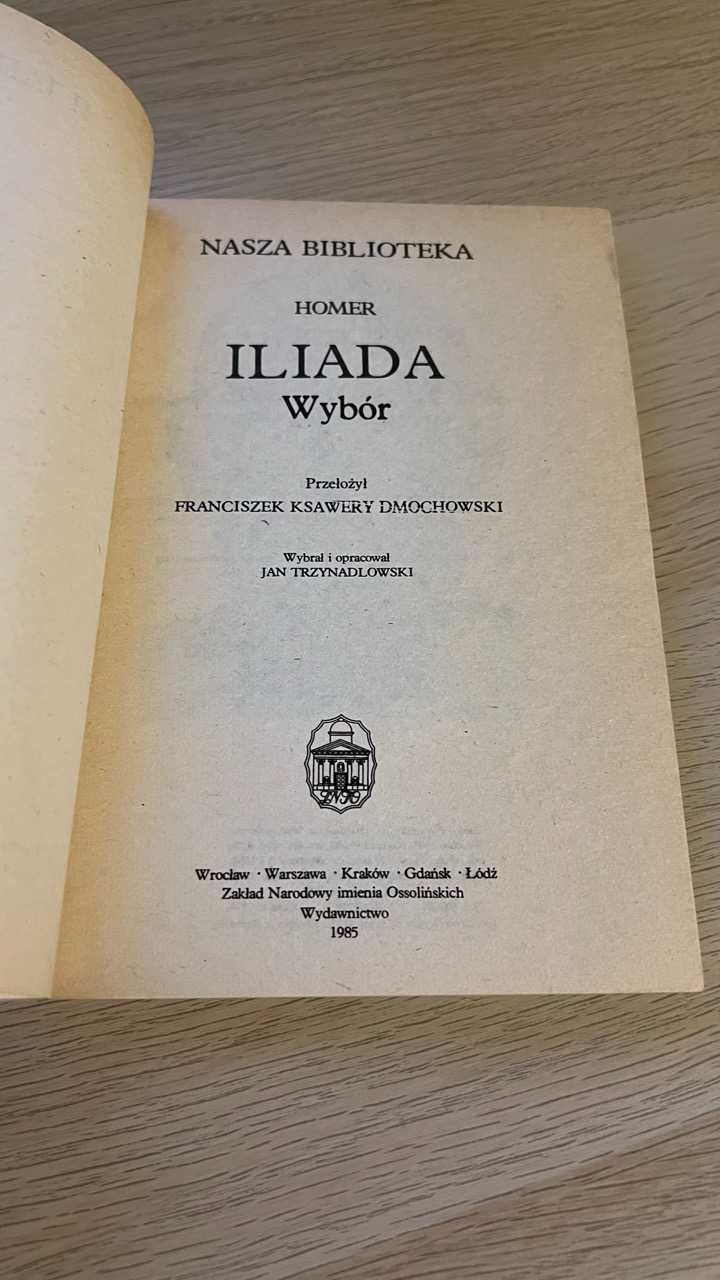 NASZA BIBLIOTEKA
HOMER
ILIADA
Wybór
Przełożył
FRANCISZEK KSAWERY DMOCHOWSKI
Wybrał i opracował
JAN TRZYNADLOWSKI
Wrocław · Warszawa · Kraków · Gdańsk · Łódź
Zakład Narodowy imienia Ossolińskich
Wydawnictwo
1985